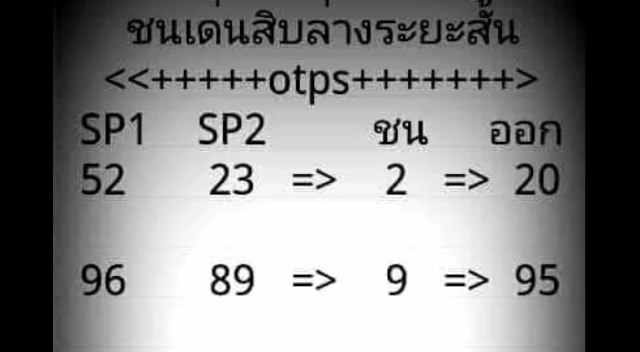 ชนเดนสิบลางระยะสั้น
<<+++++otps+++++++>
SP1 SP2 ชน ออก
52 23 => 2 => 20
96 89 => 9 => 95